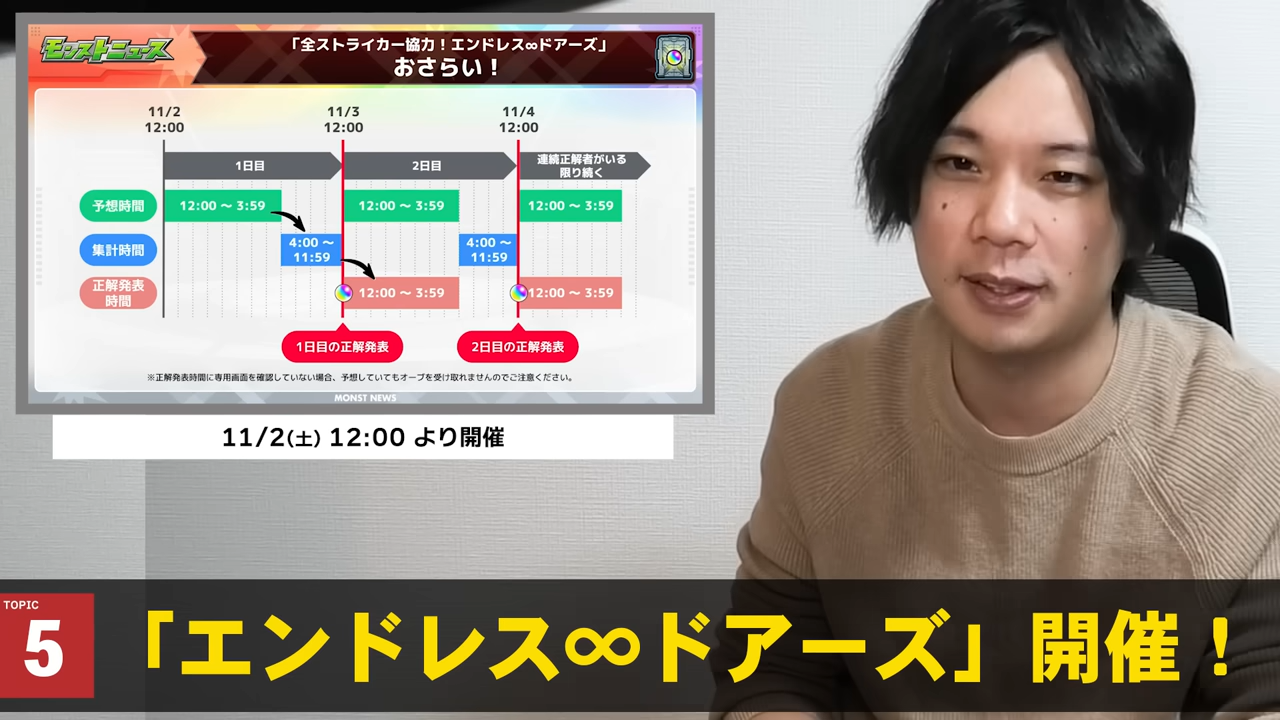 モンストニュース
「全ストライカー協力！エンドレス∞ドアーズ」
おさらい！
11/2
12:00
11/3
12:00
11/4
12:00
1日目
2日目
連続正解者がいる
限り続く
予想時間
12:00 ～ 3:59
12:00 ～ 3:59
12:00 ～ 3:59
集計時間
4:00 ～
11:59
4:00 ～
11:59
正解発表
時間
12:00 ～ 3:59
12:00 ～ 3:59
1日目の正解発表
2日目の正解発表
※正解発表時間に専用画面を確認していない場合、予想していてもオーブを受け取れませんのでご注意ください。
MONST NEWS
11/2(土) 12:00 より開催
TOPIC
5
「エンドレス∞ドアーズ」開催！